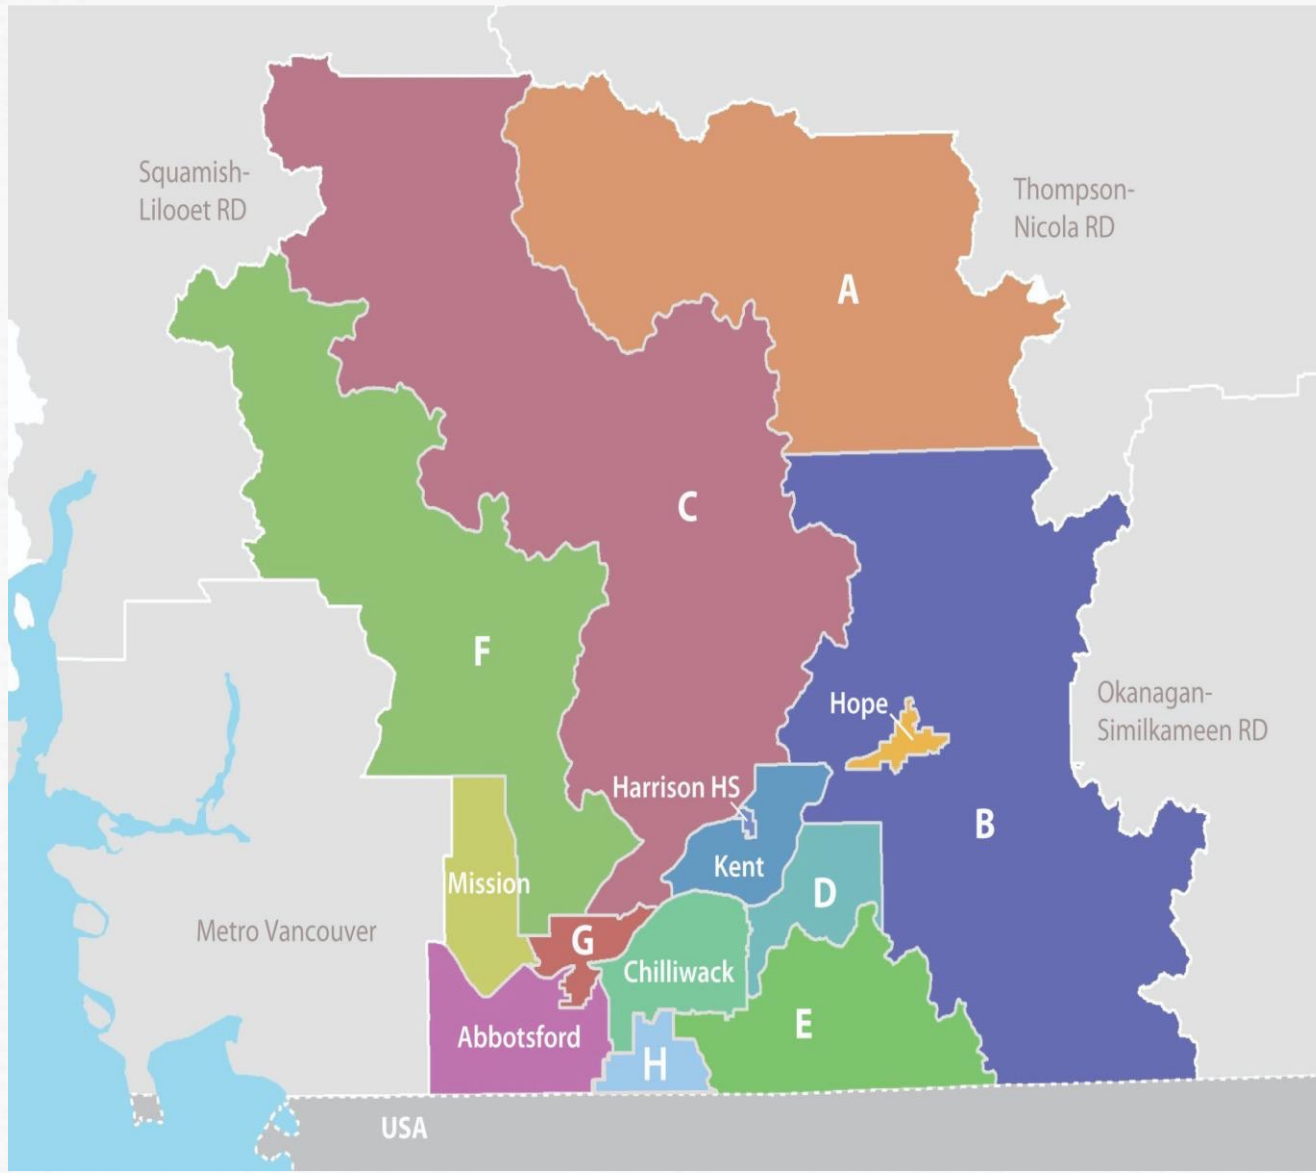 Squamish-
Lilooet RD
Thompson-
Nicola RD
A
C
F
Hope
Okanagan-
Similkameen RD
Harrison HS
B
Kent
Mission
D
Metro Vancouver
G
Chilliwack
E
Abbotsford
H
USA